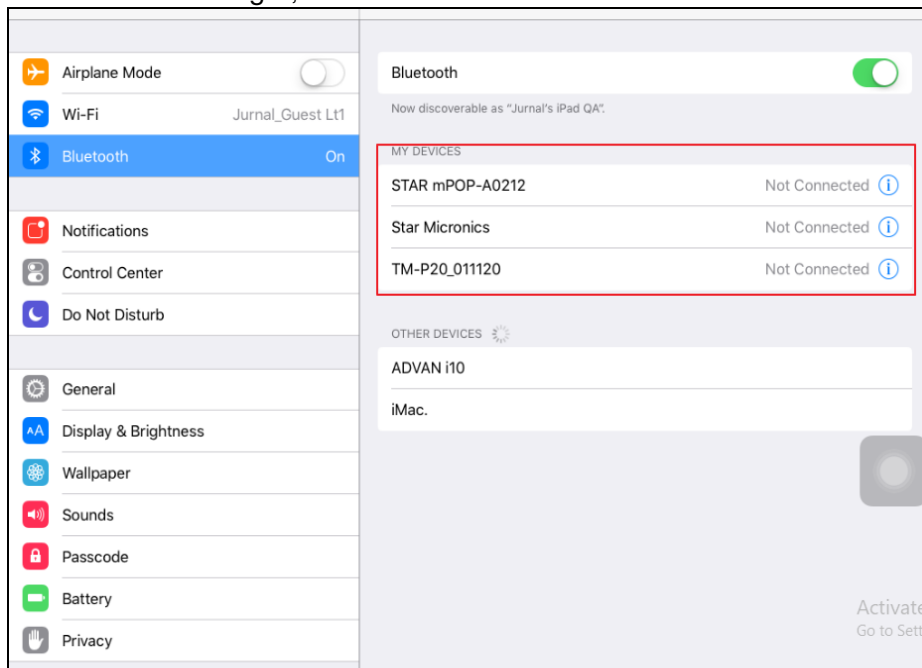 Airplane Mode
Wi-Fi Jurnal_Guest Lt1
Bluetooth On
Notifications
Control Center
Do Not Disturb
General
AA Display & Brightness
Wallpaper
Sounds
Passcode
Battery
Privacy
Bluetooth
Now discoverable as “Jurnal’s iPad QA”.
MY DEVICES
STAR mPOP-A0212 Not Connected i
Star Micronics Not Connected i
TM-P20_011120 Not Connected i
OTHER DEVICES
ADVAN i10
iMac.
Activate
Go to Sett